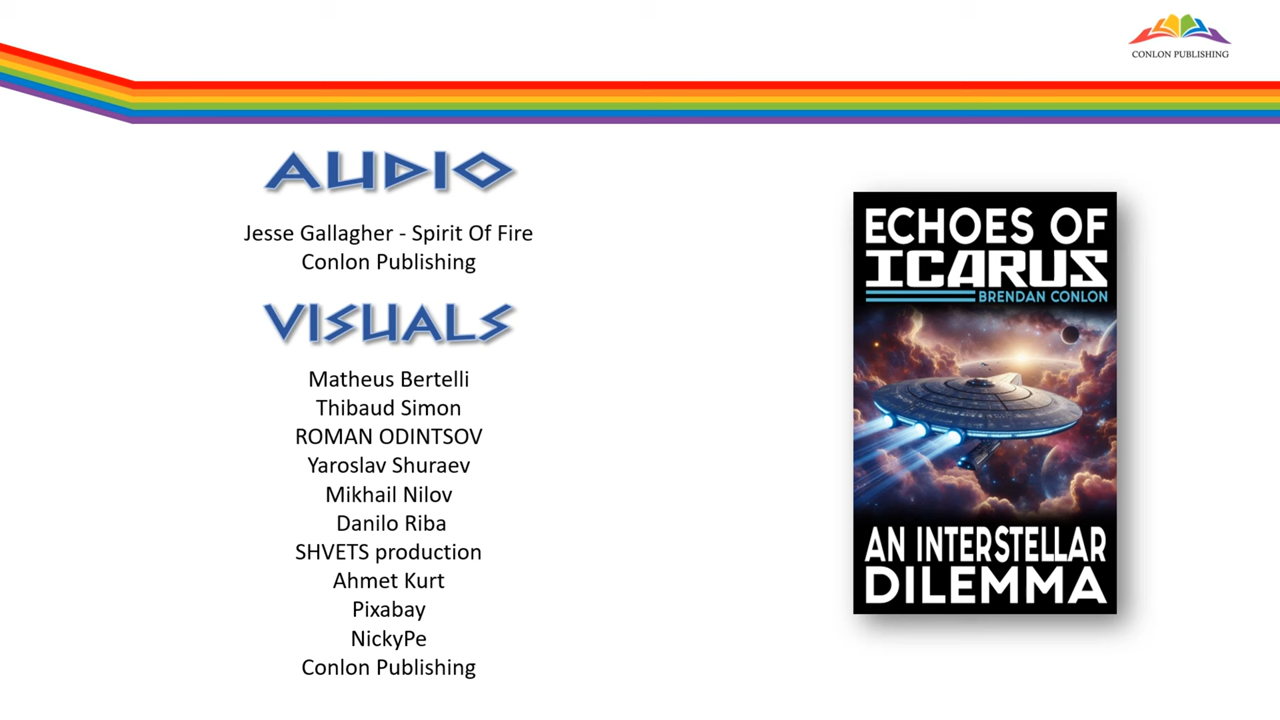 CONLON PUBLISHING
AUDIO
Jesse Gallagher - Spirit Of Fire
Conlon Publishing
VISUALS
Matheus Bertelli
Thibaud Simon
ROMAN ODINTSOV
Yaroslav Shuraev
Mikhail Nilov
Danilo Riba
SHVETS production
Ahmet Kurt
Pixabay
NickyPe
Conlon Publishing
ECHOES OF
ICARUS
BRENDAN CONLON
AN INTERSTELLAR
DILEMMA